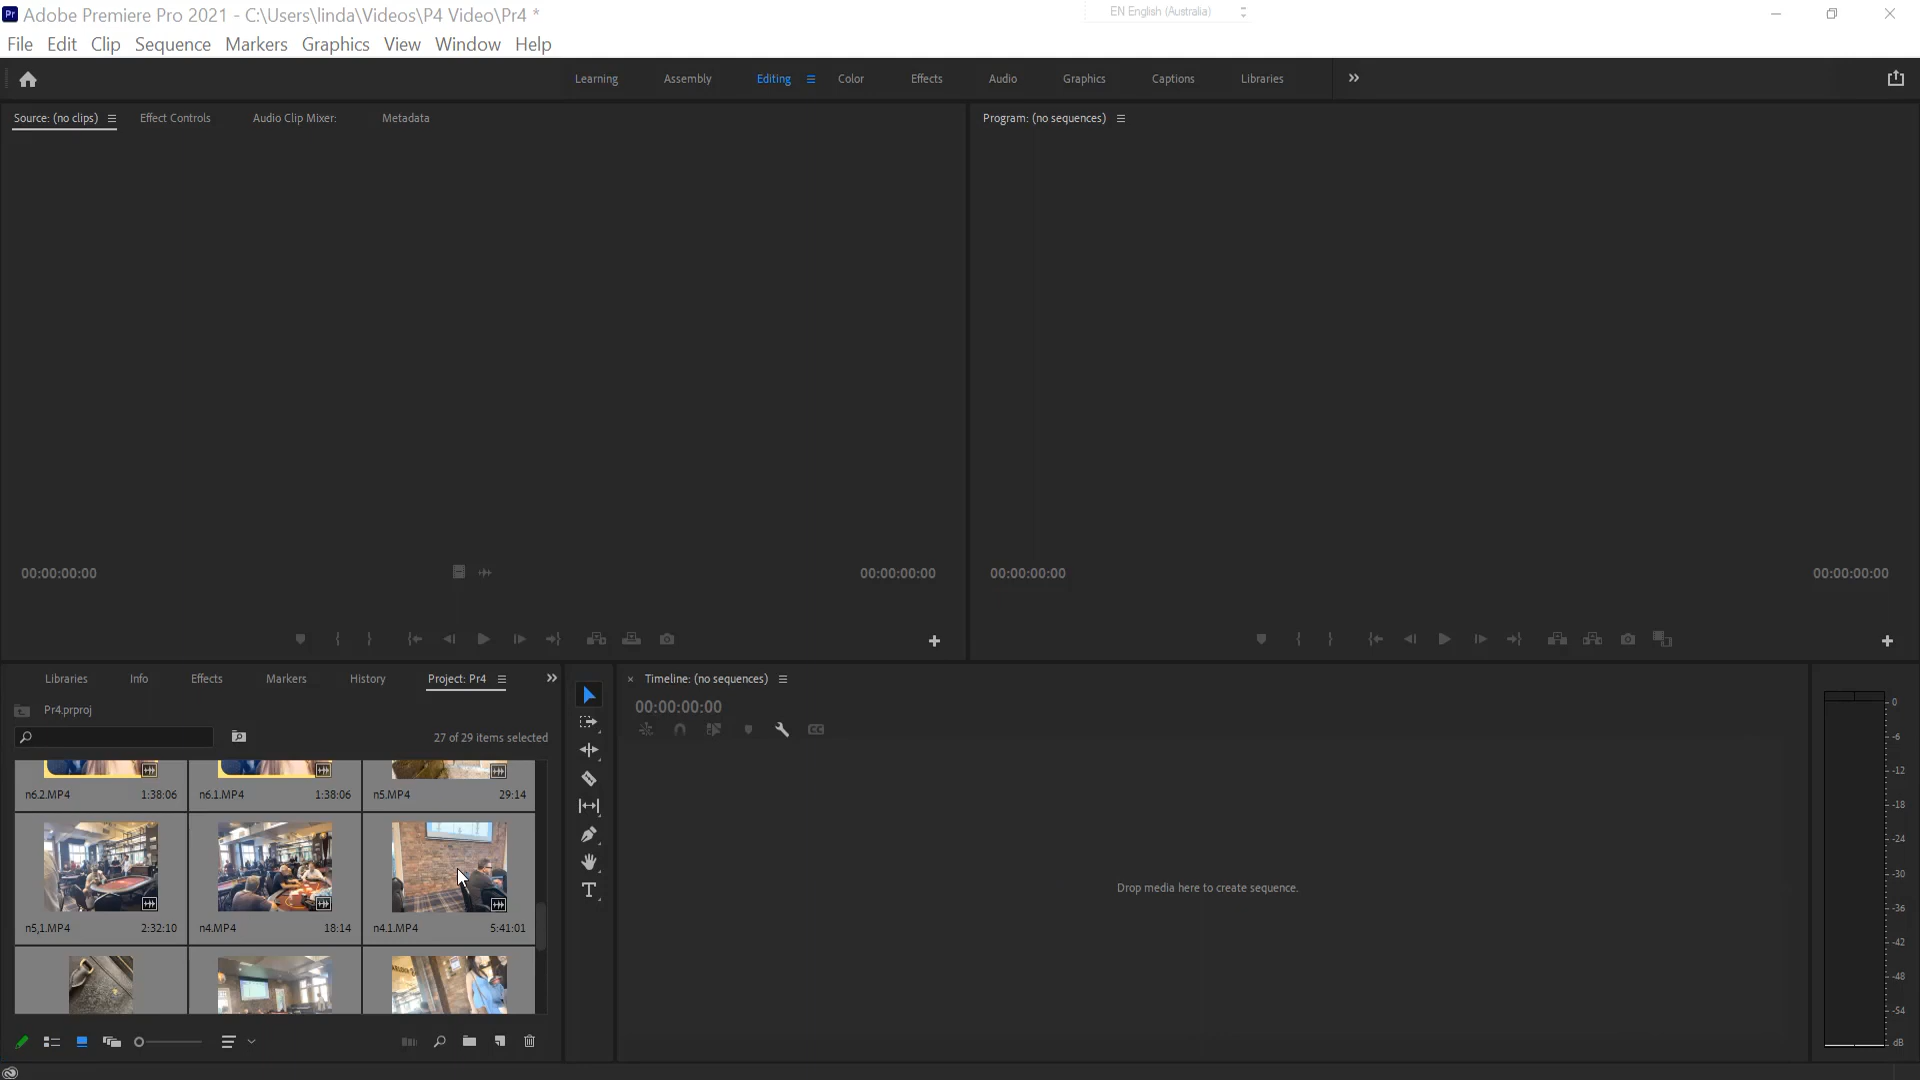 Pr Adobe Premiere Pro 2021 - C:\Users\linda\Videos\P4 Video\Pr4 *
EN English (Australia)
File Edit Clip Sequence Markers Graphics View Window Help
Learning Assembly Editing Color Effects Audio Graphics Captions Libraries
Source: (no clips) Effect Controls Audio Clip Mixer: Metadata
Program: (no sequences)
00:00:00:00 00:00:00:00
00:00:00:00 00:00:00:00
Libraries Info Effects Markers History Project: Pr4
Pr4.prproj
27 of 29 items selected
n6.2.MP4 1:38:06
n6.1.MP4 1:38:06
n5.MP4 29:14
n5,1.MP4 2:32:10
n4.MP4 18:14
n4.1.MP4 5:41:01
Timeline: (no sequences)
00:00:00:00
CC
Drop media here to create sequence.
T
0
-6
-12
-18
-24
-30
-36
-42
-48
-54
dB